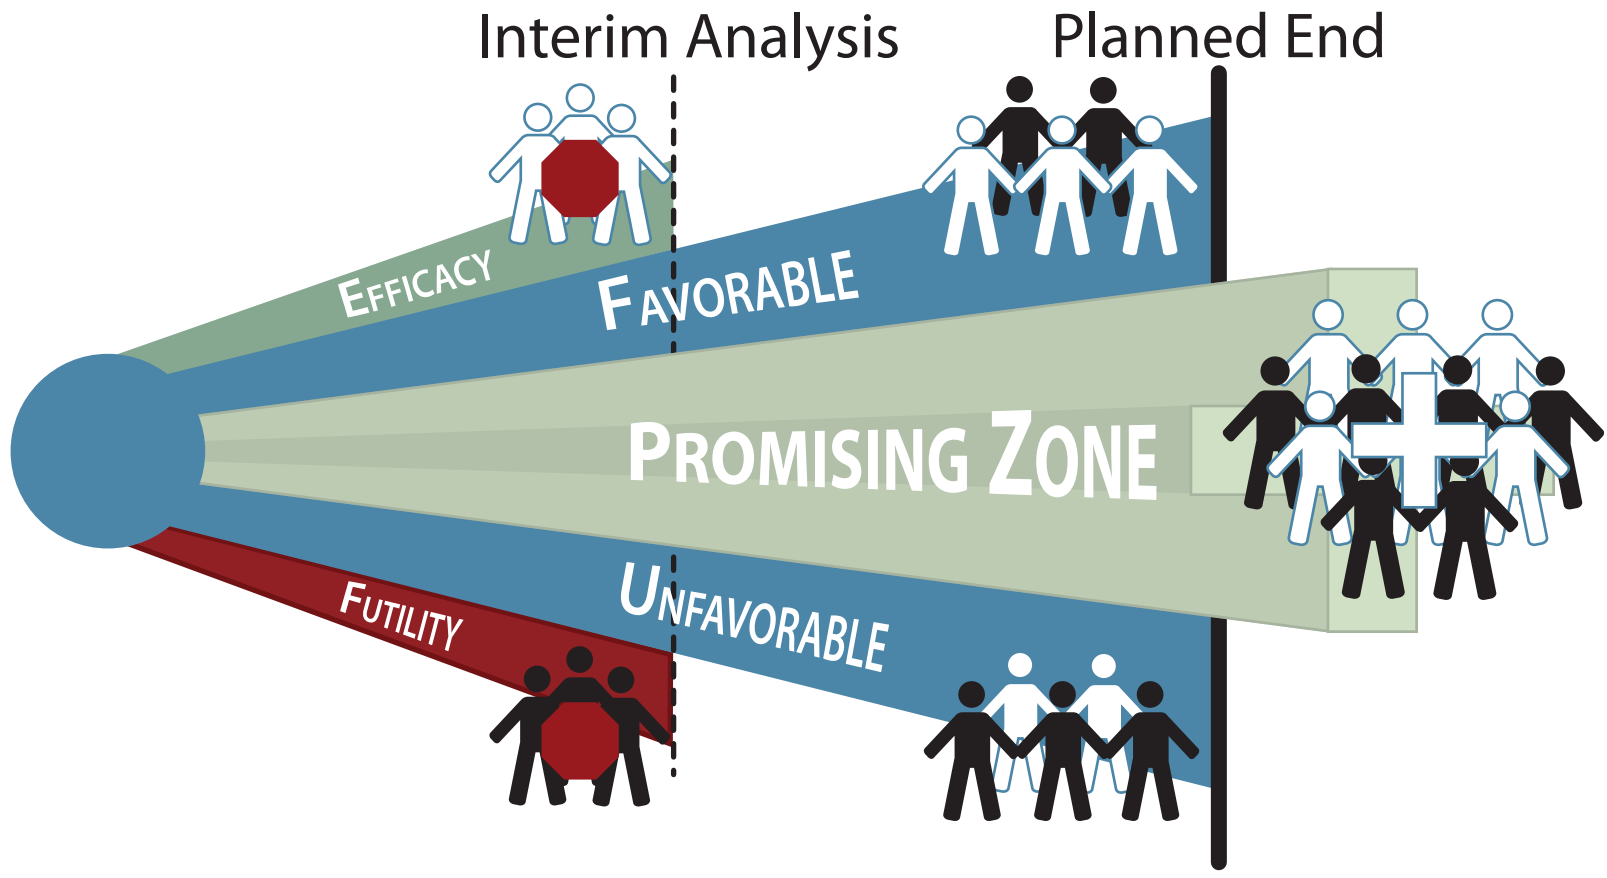 Interim Analysis
Planned End
EFFICACY
FAVORABLE
PROMISING ZONE
UNFAVORABLE
FUTILITY